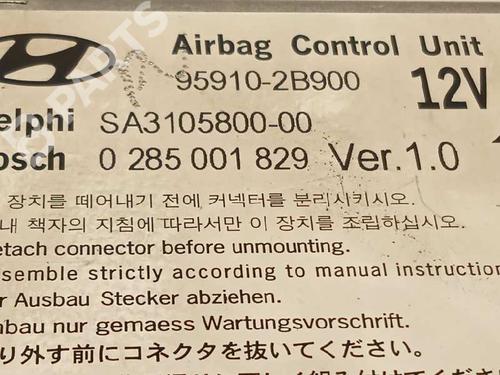 Airbag Control Unit
95910-2B900 12V
elphi SA3105800-00
osch 0 285 001 829 Ver.1.0
장치를 떼어내기 전에 커넥터를 분리시키시오.
내 책자의 지침에 따라서만 이 장치를 조립하십시오.
etach connector before unmounting.
semble strictly according to manual instruction
r Ausbau Stecker abziehen.
nbau nur gemaess Wartungsvorschrift.
り外す前にコネクタを抜いてください。